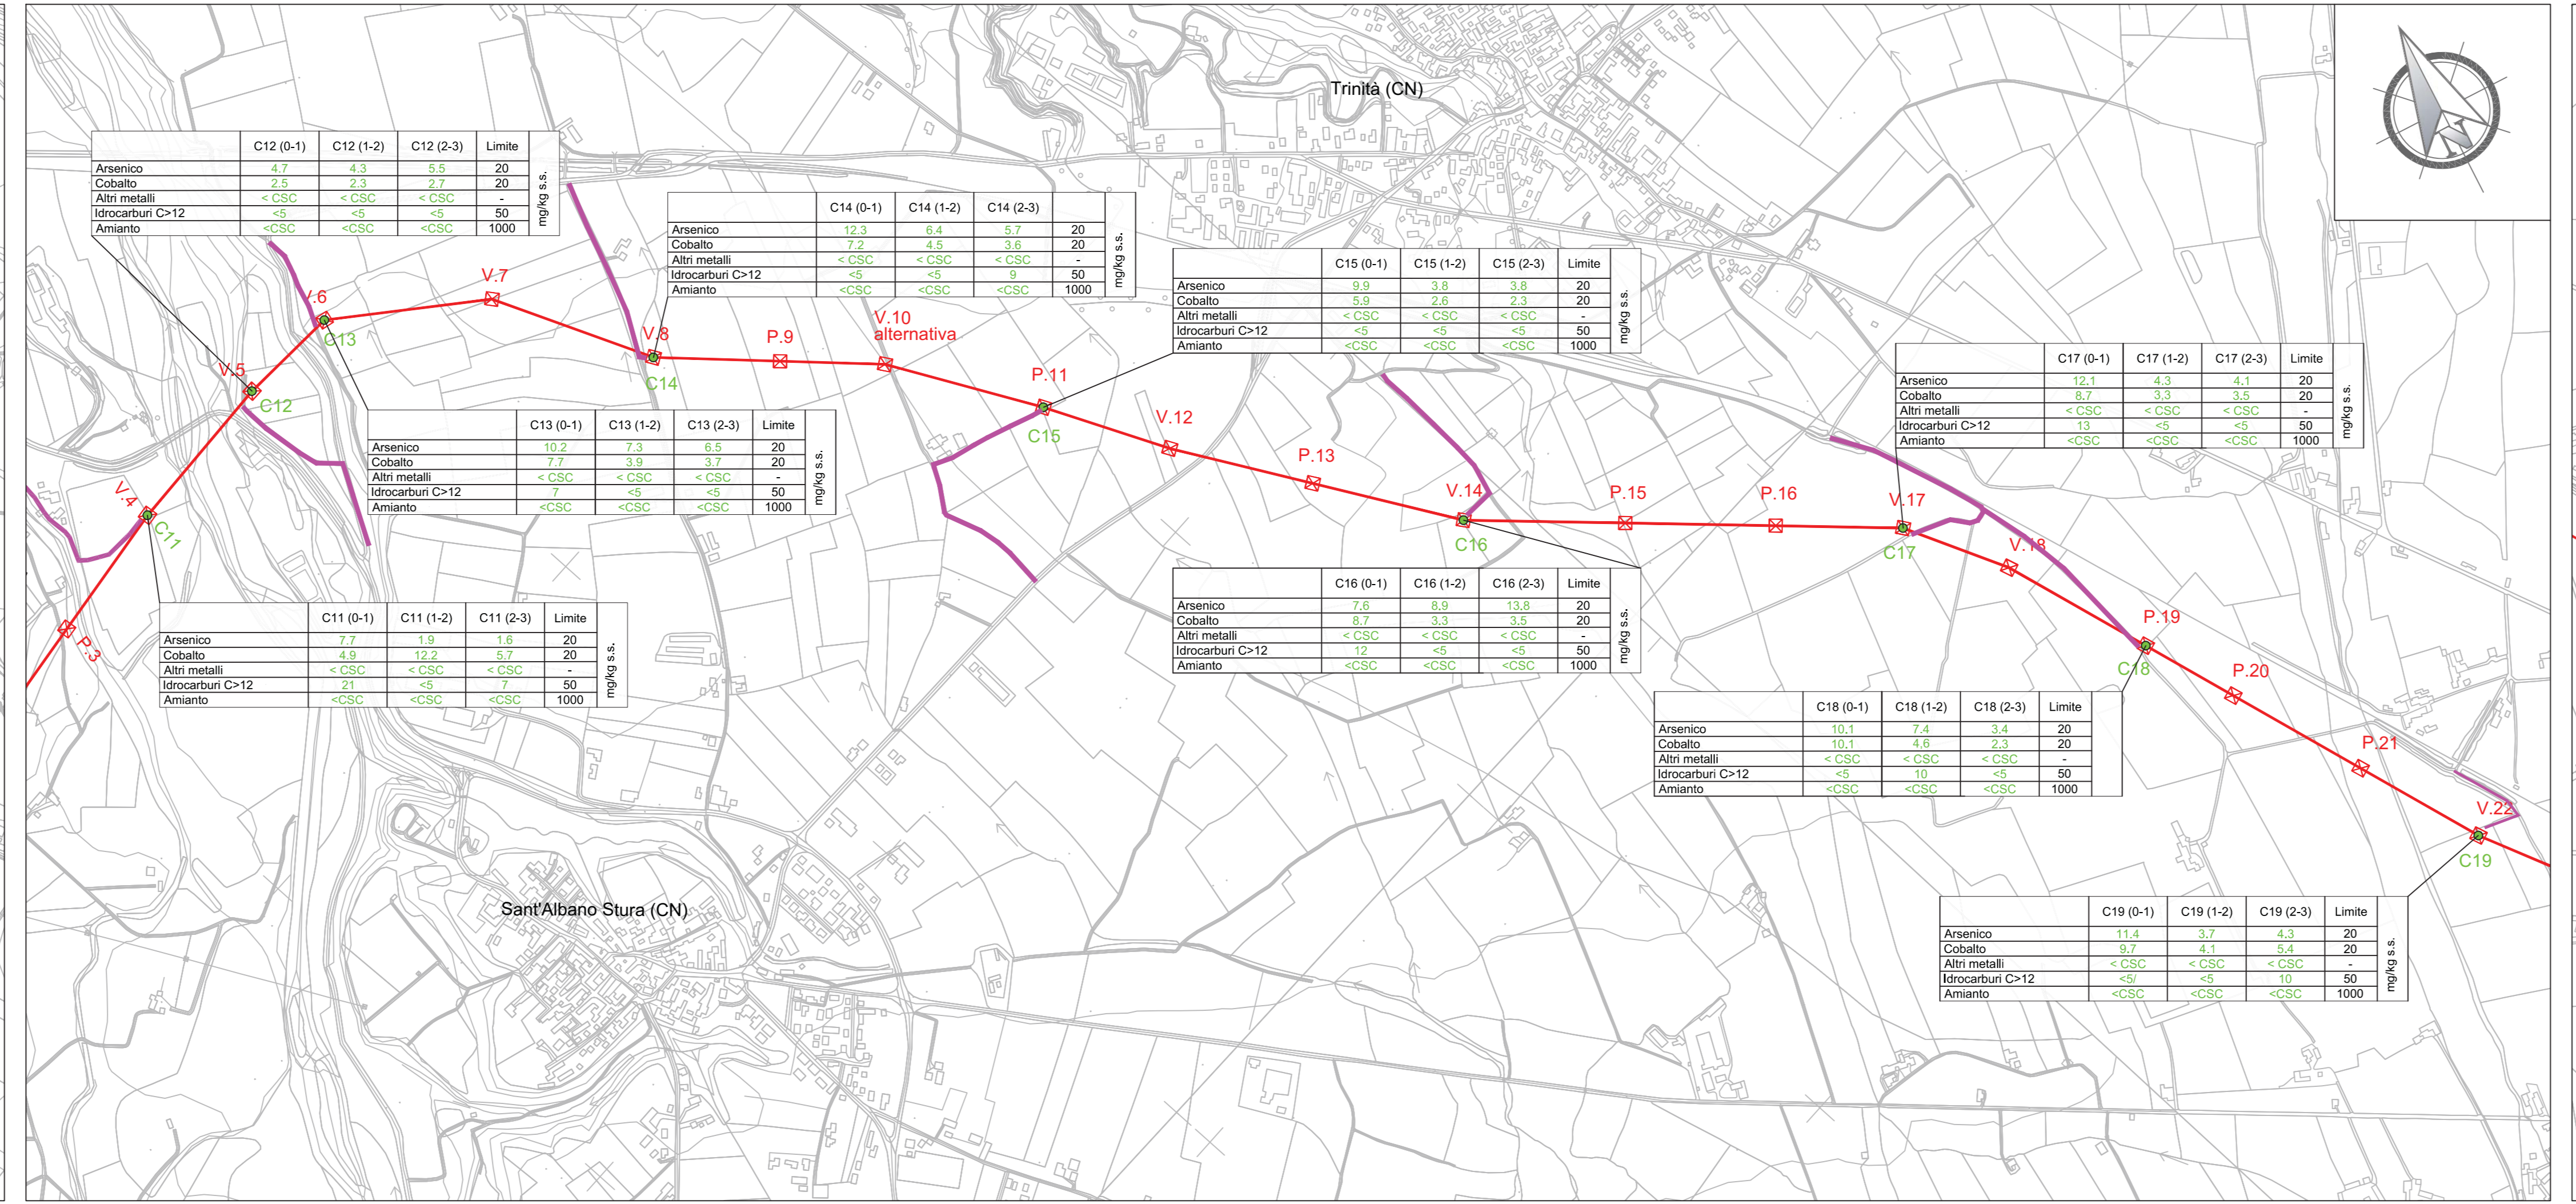 Trinità (CN)
N
C12 (0-1) C12 (1-2) C12 (2-3) Limite
Arsenico 4.7 4.3 5.5 20
Cobalto 2.5 2.3 2.7 20
Altri metalli < CSC < CSC < CSC -
Idrocarburi C>12 <5 <5 <5 50
Amianto <CSC <CSC <CSC 1000
mg/kg s.s.
C14 (0-1) C14 (1-2) C14 (2-3)
Arsenico 12.3 6.4 5.7 20
Cobalto 7.2 4.5 3.6 20
Altri metalli < CSC < CSC < CSC -
Idrocarburi C>12 <5 <5 9 50
Amianto <CSC <CSC <CSC 1000
mg/kg s.s.
C15 (0-1) C15 (1-2) C15 (2-3) Limite
Arsenico 9.9 3.8 3.8 20
Cobalto 5.9 2.6 2.3 20
Altri metalli < CSC < CSC < CSC -
Idrocarburi C>12 <5 <5 <5 50
Amianto <CSC <CSC <CSC 1000
mg/kg s.s.
C17 (0-1) C17 (1-2) C17 (2-3) Limite
Arsenico 12.1 4.3 4.1 20
Cobalto 8.7 3.3 3.5 20
Altri metalli < CSC < CSC < CSC -
Idrocarburi C>12 13 <5 <5 50
Amianto <CSC <CSC <CSC 1000
mg/kg s.s.
V.6
C13
V.7
V.8
C14
P.9
V.10
alternativa
P.11
C15
V.5
C12
V.4
C11
P.3
V.12
P.13
V.14
C16
P.15
P.16
V.17
C17
V.18
P.19
C18
P.20
P.21
V.22
C19
C13 (0-1) C13 (1-2) C13 (2-3) Limite
Arsenico 10.2 7.3 6.5 20
Cobalto 7.7 3.9 3.7 20
Altri metalli < CSC < CSC < CSC -
Idrocarburi C>12 7 <5 <5 50
Amianto <CSC <CSC <CSC 1000
mg/kg s.s.
C11 (0-1) C11 (1-2) C11 (2-3) Limite
Arsenico 7.7 1.9 1.6 20
Cobalto 4.9 12.2 5.7 20
Altri metalli < CSC < CSC < CSC -
Idrocarburi C>12 21 <5 7 50
Amianto <CSC <CSC <CSC 1000
mg/kg s.s.
C16 (0-1) C16 (1-2) C16 (2-3) Limite
Arsenico 7.6 8.9 13.8 20
Cobalto 8.7 3.3 3.5 20
Altri metalli < CSC < CSC < CSC -
Idrocarburi C>12 12 <5 <5 50
Amianto <CSC <CSC <CSC 1000
mg/kg s.s.
C18 (0-1) C18 (1-2) C18 (2-3) Limite
Arsenico 10.1 7.4 3.4 20
Cobalto 10.1 4.6 2.3 20
Altri metalli < CSC < CSC < CSC -
Idrocarburi C>12 <5 10 <5 50
Amianto <CSC <CSC <CSC 1000
C19 (0-1) C19 (1-2) C19 (2-3) Limite
Arsenico 11.4 3.7 4.3 20
Cobalto 9.7 4.1 5.4 20
Altri metalli < CSC < CSC < CSC -
Idrocarburi C>12 <5/ <5 10 50
Amianto <CSC <CSC <CSC 1000
mg/kg s.s.
Sant'Albano Stura (CN)